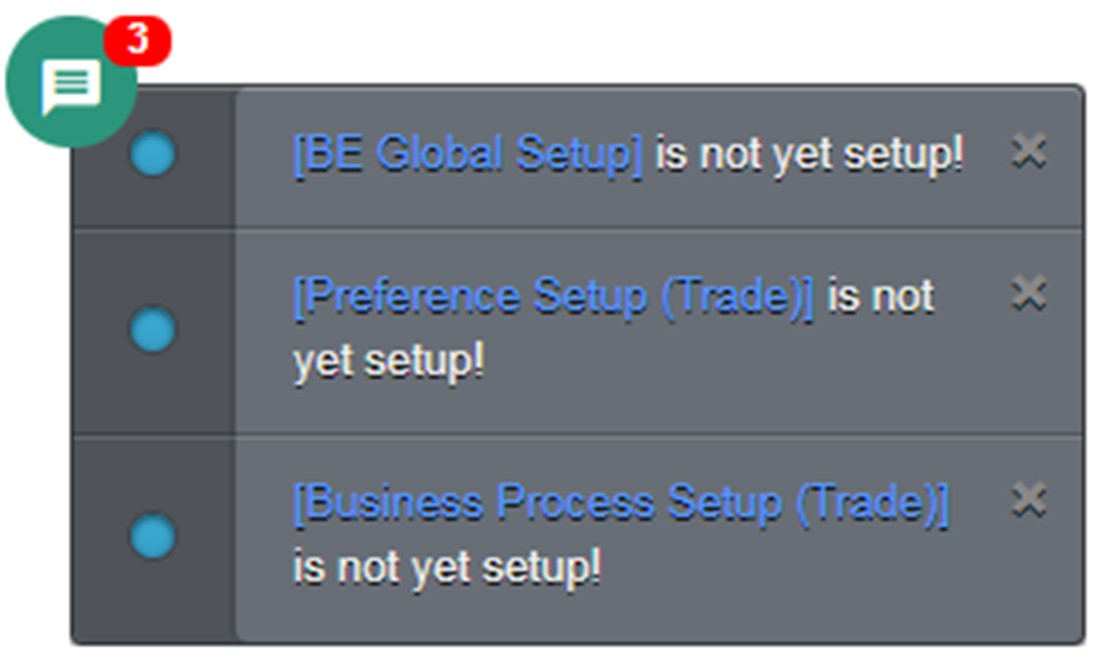 3
[BE Global Setup] is not yet setup!
[Preference Setup (Trade)] is not
yet setup!
[Business Process Setup (Trade)]
is not yet setup!